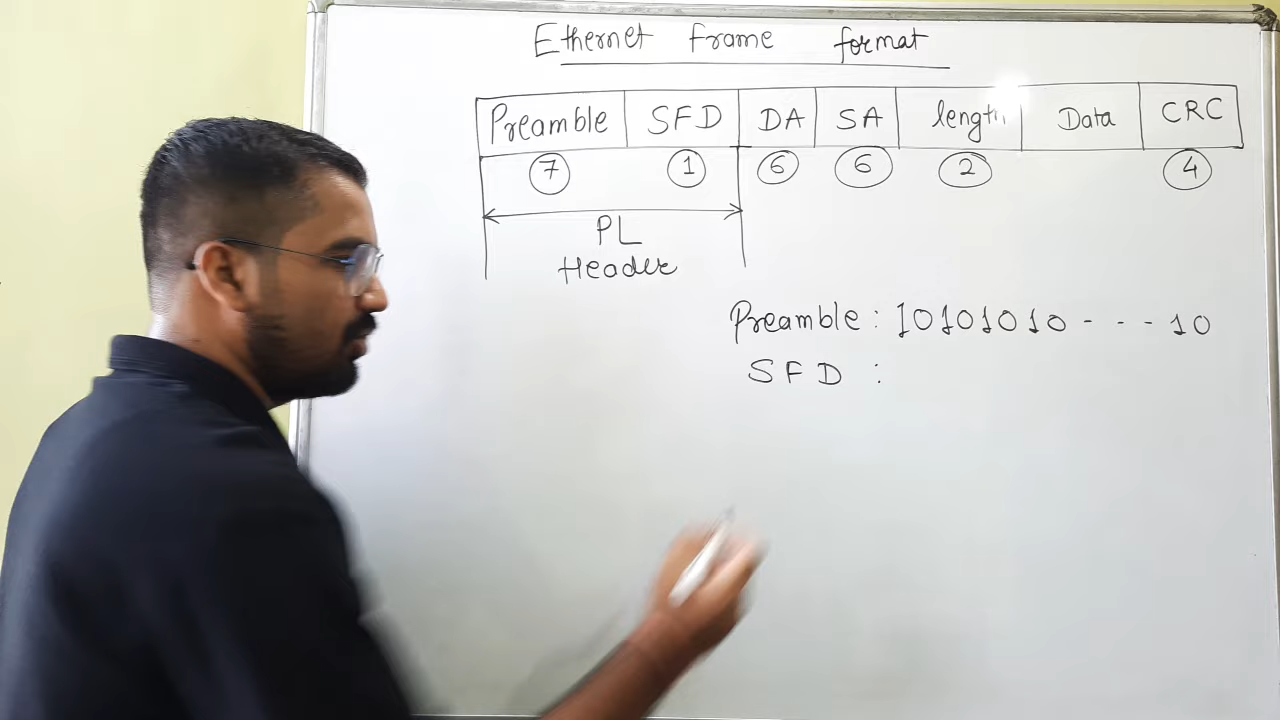 Ethernet frame format
Preamble SFD DA SA length Data CRC
7 1 6 6 2 4
PL
Header
Preamble : 10101010 - - - 10
SFD :